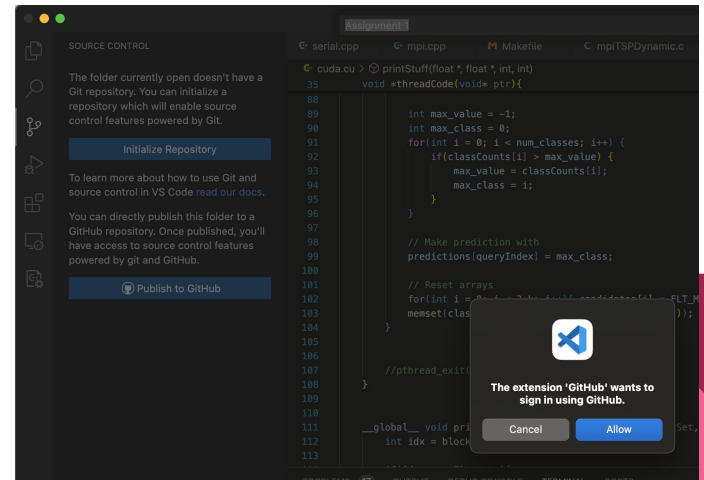 Assignment 1
SOURCE CONTROL
The folder currently open doesn't have a
Git repository. You can initialize a
repository which will enable source
control features powered by Git.
Initialize Repository
To learn more about how to use Git and
source control in VS Code read our docs.
You can directly publish this folder to a
GitHub repository. Once published, you'll
have access to source control features
powered by git and GitHub.
Publish to GitHub
serial.cpp mpi.cpp M Makefile C mpiTSPDynamic.c
cuda.cu > printStuff(float *, float *, int, int)
35 void *threadCode(void* ptr){
88
89 int max_value = -1;
90 int max_class = 0;
91 for(int i = 0; i < num_classes; i++) {
92 if(classCounts[i] > max_value) {
93 max_value = classCounts[i];
94 max_class = i;
95 }
96 }
97
98 // Make prediction with
99 predictions[queryIndex] = max_class;
100
101 // Reset arrays
102 for(int i =
103 memset(clas ));
104 }
105
106
107 //pthread_exit(
108 }
109
110
111 __global__ void pri Set,
112 int idx = block
113
The extension 'GitHub' wants to
sign in using GitHub.
Cancel Allow